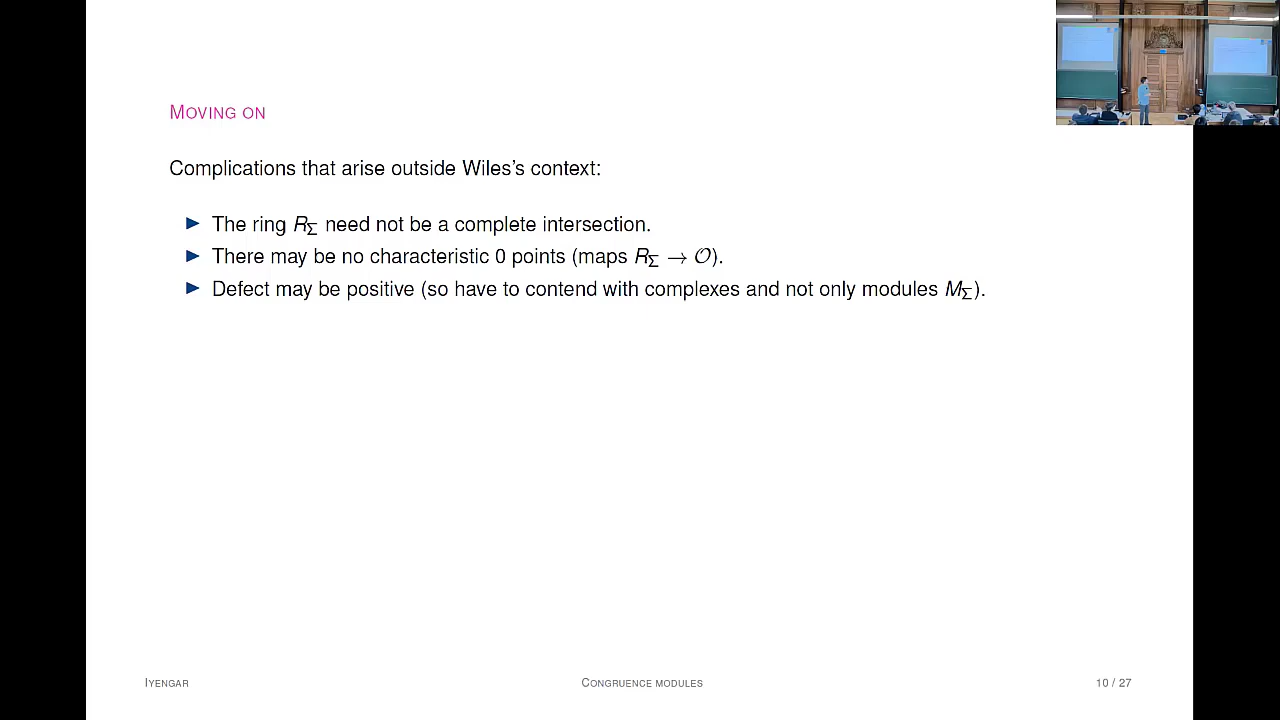 MOVING ON
Complications that arise outside Wiles's context:
► The ring R_Σ need not be a complete intersection.
► There may be no characteristic 0 points (maps R_Σ → 𝒪).
► Defect may be positive (so have to contend with complexes and not only modules M_Σ).
IYENGAR
CONGRUENCE MODULES
10 / 27